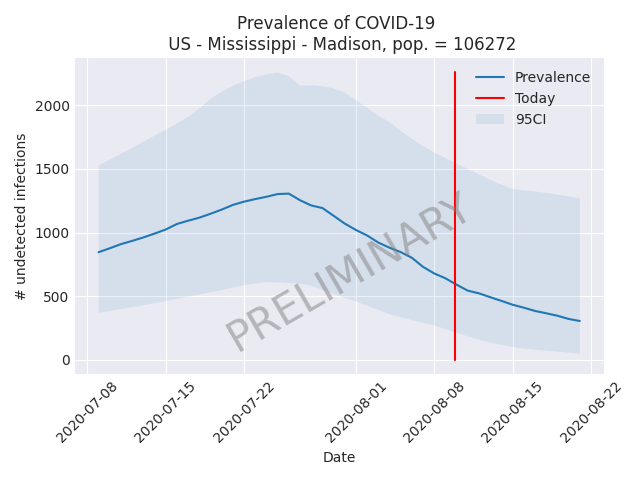 Prevalence of COVID-19
US - Mississippi - Madison, pop. = 106272
Prevalence
Today
95CI
# undetected infections
2000
1500
1000
500
0
PRELIMINARY
2020-07-08
2020-07-15
2020-07-22
2020-08-01
2020-08-08
2020-08-15
2020-08-22
Date